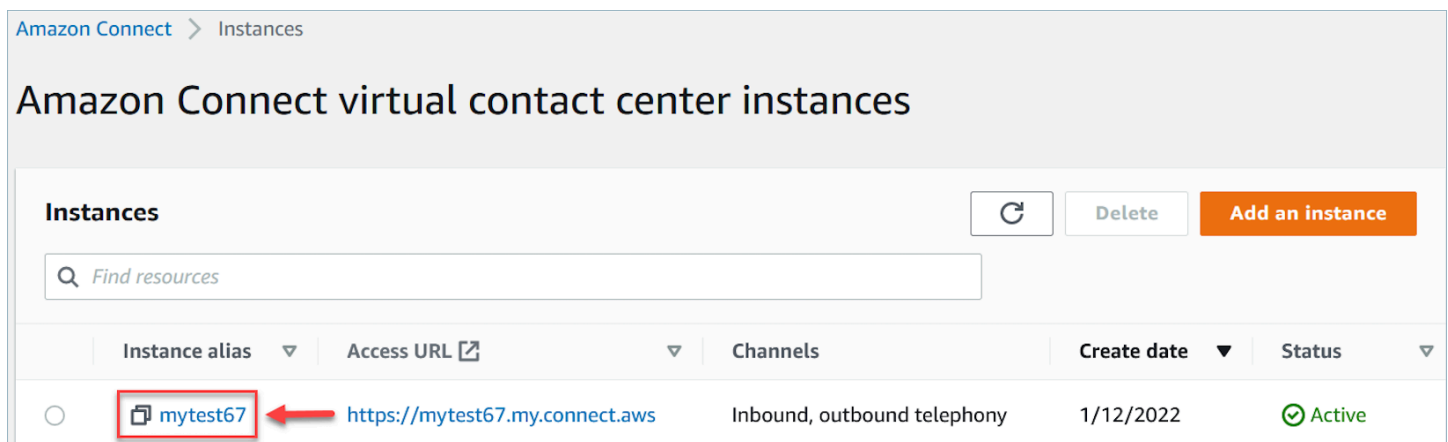 Amazon Connect > Instances
Amazon Connect virtual contact center instances
Instances
Delete
Add an instance
Find resources
Instance alias Access URL Channels Create date Status
mytest67 https://mytest67.my.connect.aws Inbound, outbound telephony 1/12/2022 Active